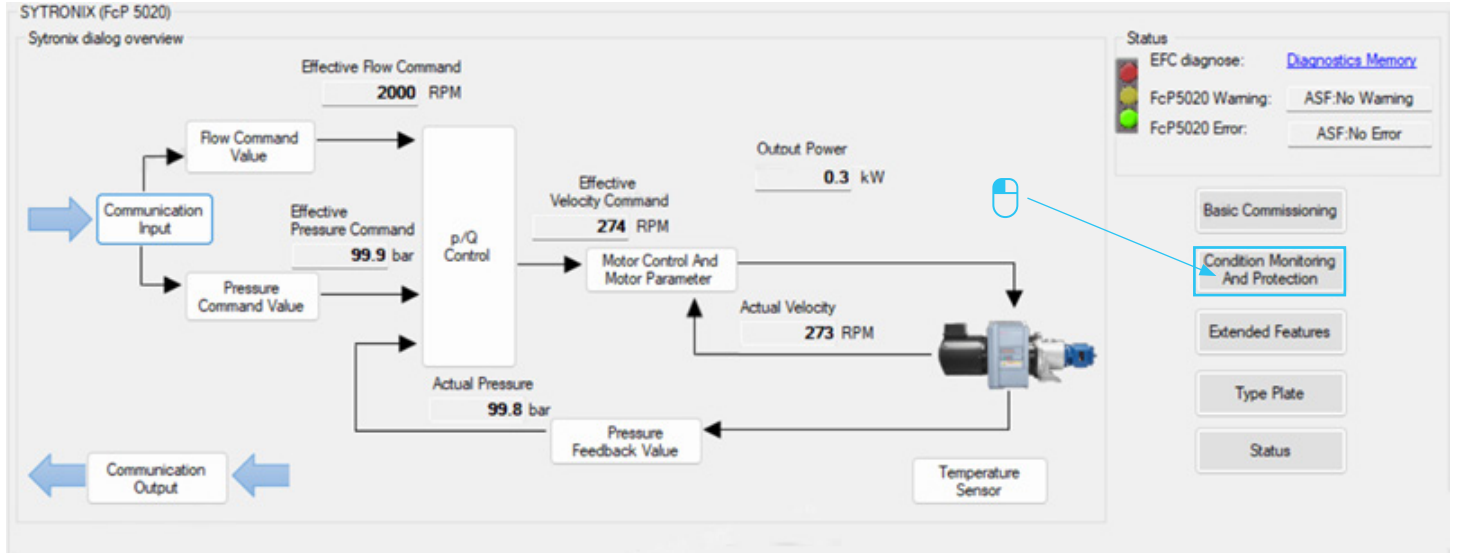 SYTRONIX (FcP 5020)
Sytronix dialog overview
Effective Flow Command
2000 RPM
Flow Command
Value
Communication
Input
Effective
Pressure Command
99.9 bar
Pressure
Command Value
p/Q
Control
Effective
Velocity Command
274 RPM
Output Power
0.3 kW
Motor Control And
Motor Parameter
Actual Velocity
273 RPM
Actual Pressure
99.8 bar
Pressure
Feedback Value
Communication
Output
Temperature
Sensor
Status
EFC diagnose: Diagnostics Memory
FcP5020 Warning: ASF:No Warning
FcP5020 Error: ASF:No Error
Basic Commissioning
Condition Monitoring
And Protection
Extended Features
Type Plate
Status